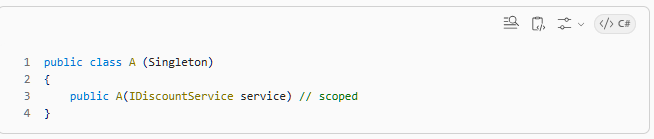 </> C#
1 public class A (Singleton)
2 {
3     public A(IDiscountService service) // scoped
4 }